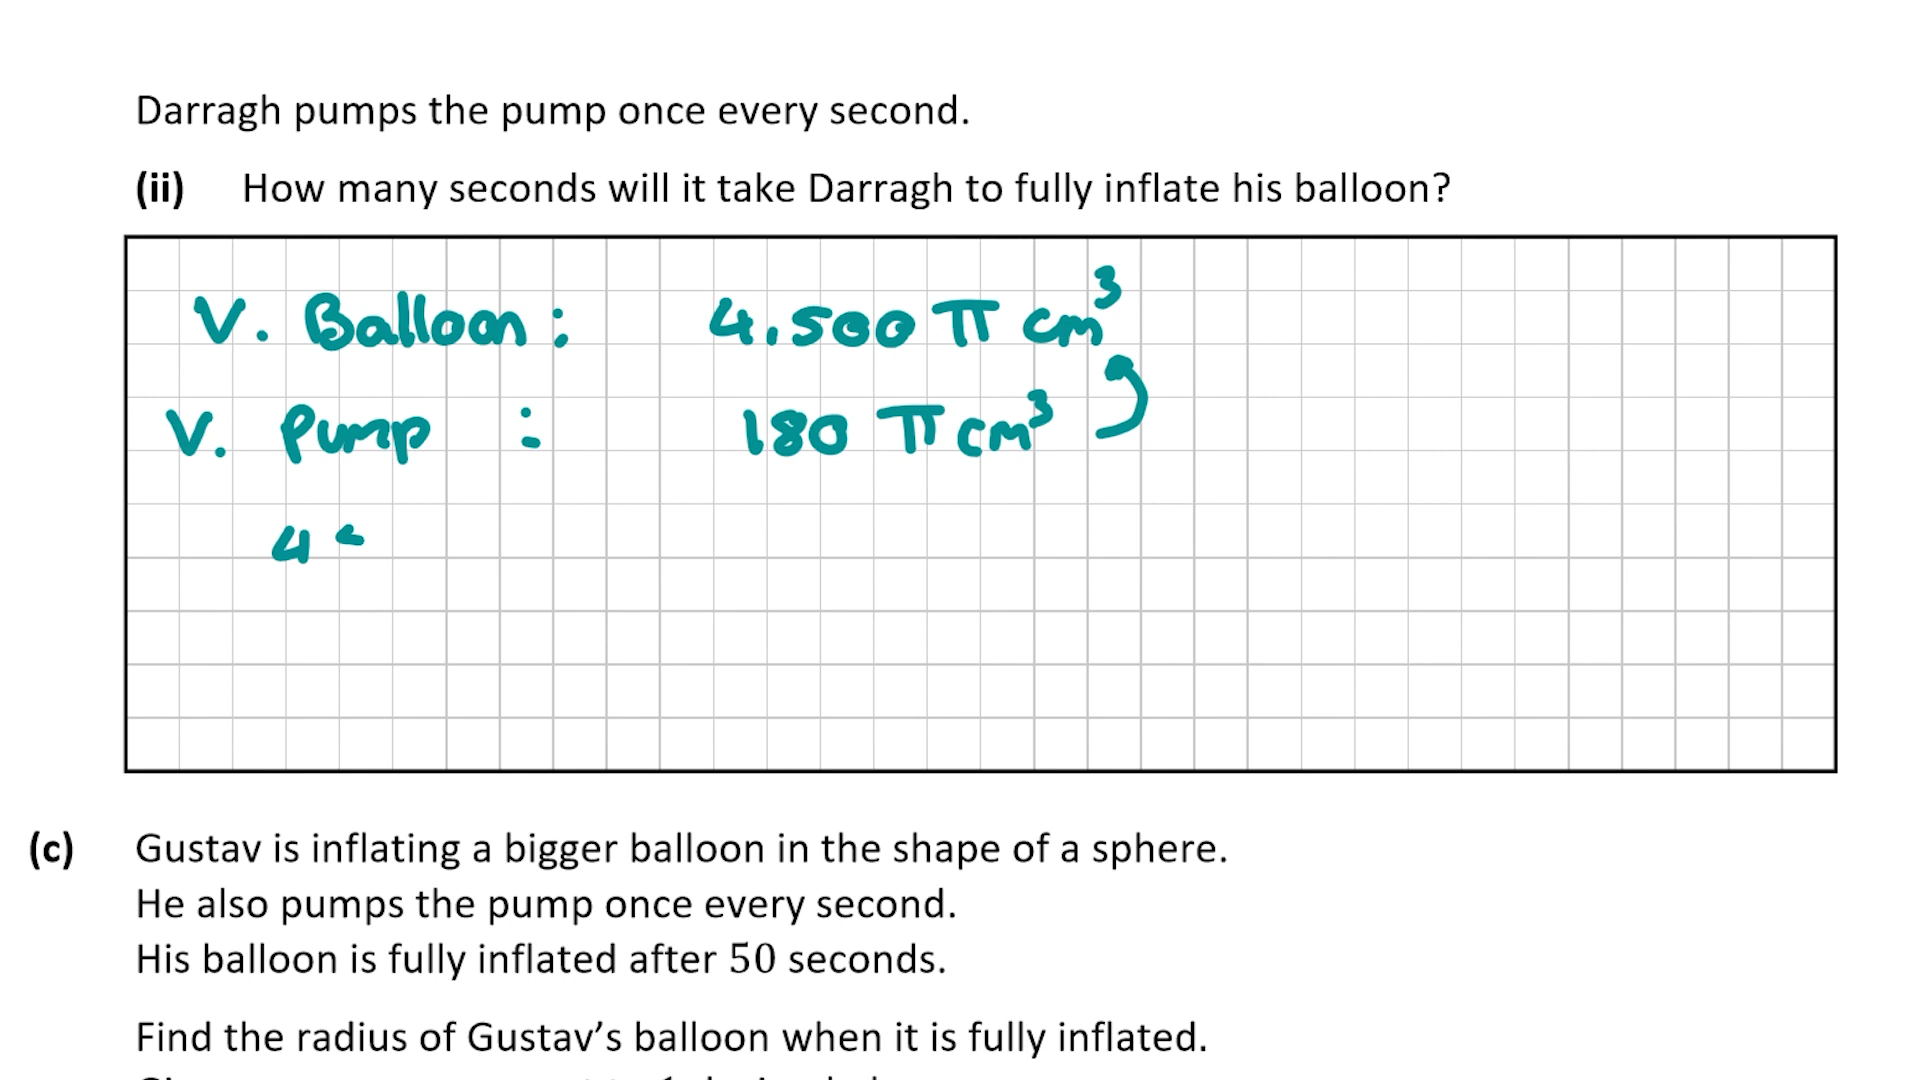 Darragh pumps the pump once every second.
(ii) How many seconds will it take Darragh to fully inflate his balloon?
V. Balloon : 4,500 π cm³
V. Pump : 180 π cm³
4
(c) Gustav is inflating a bigger balloon in the shape of a sphere.
He also pumps the pump once every second.
His balloon is fully inflated after 50 seconds.
Find the radius of Gustav’s balloon when it is fully inflated.